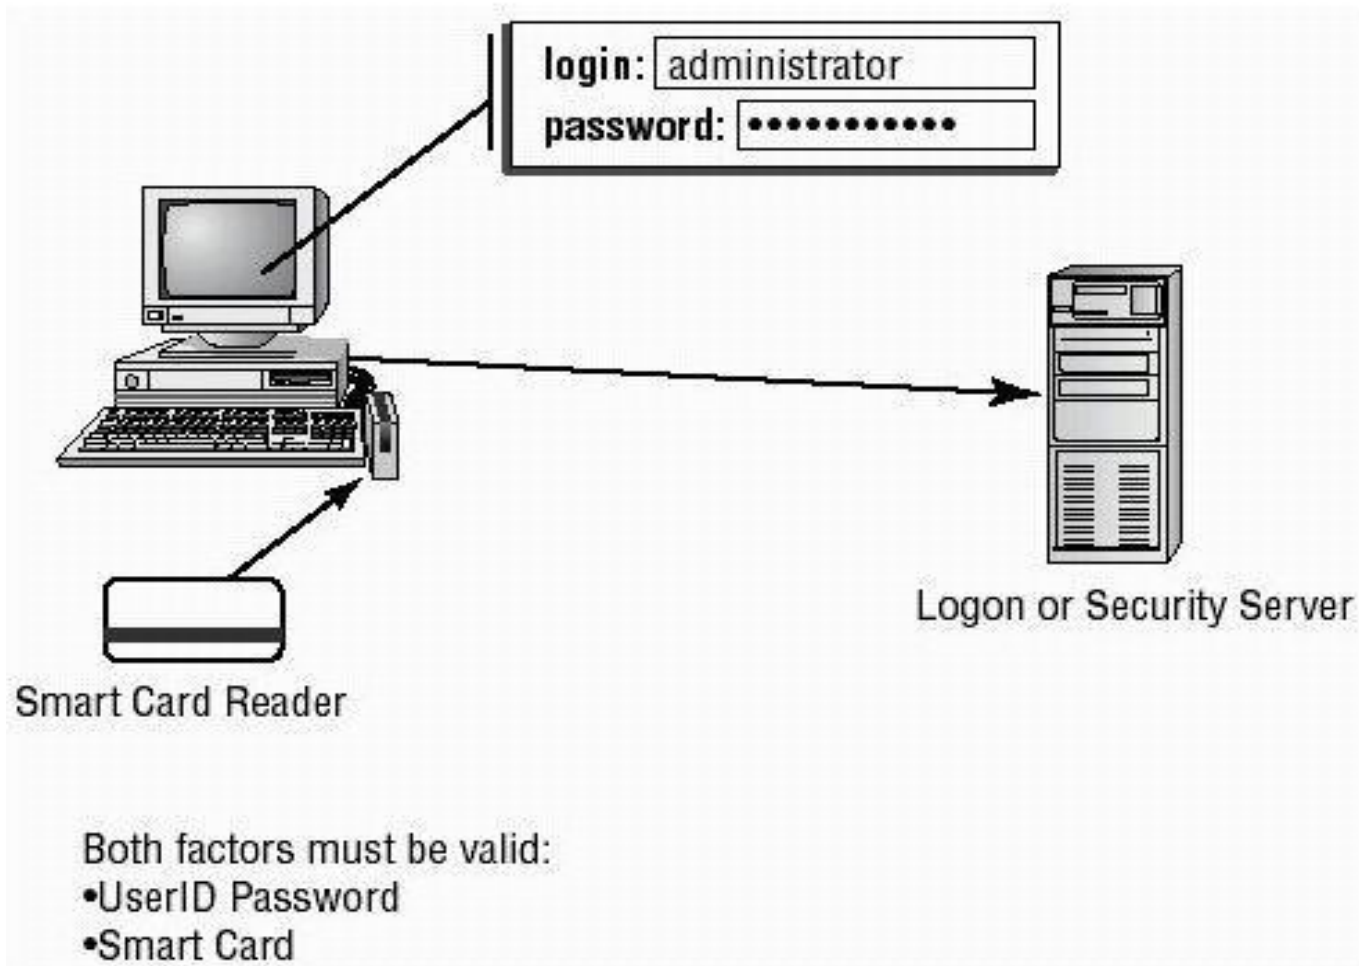 login: administrator
password: •••••••••••
Logon or Security Server
Smart Card Reader
Both factors must be valid:
•UserID Password
•Smart Card